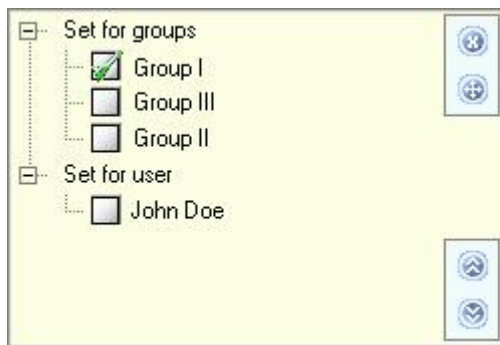 Set for groups
Group I
Group III
Group II
Set for user
John Doe